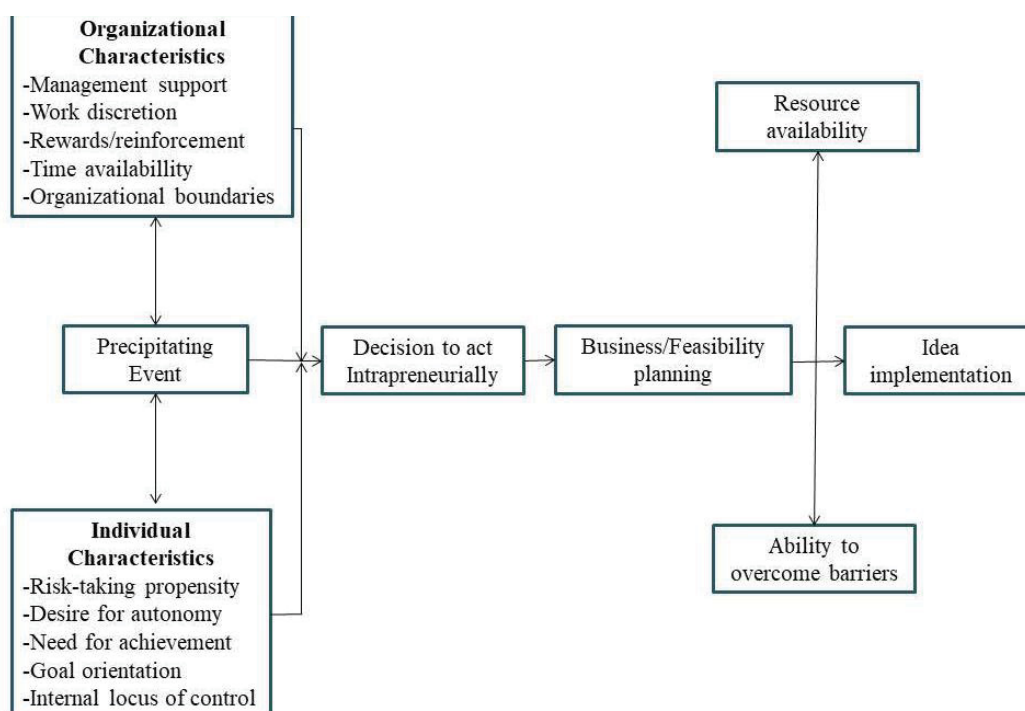 Organizational
Characteristics
-Management support
-Work discretion
-Rewards/reinforcement
-Time availabillity
-Organizational boundaries
Resource
availability
Precipitating
Event
Decision to act
Intrapreneurially
Business/Feasibility
planning
Idea
implementation
Individual
Characteristics
-Risk-taking propensity
-Desire for autonomy
-Need for achievement
-Goal orientation
-Internal locus of control
Ability to
overcome barriers